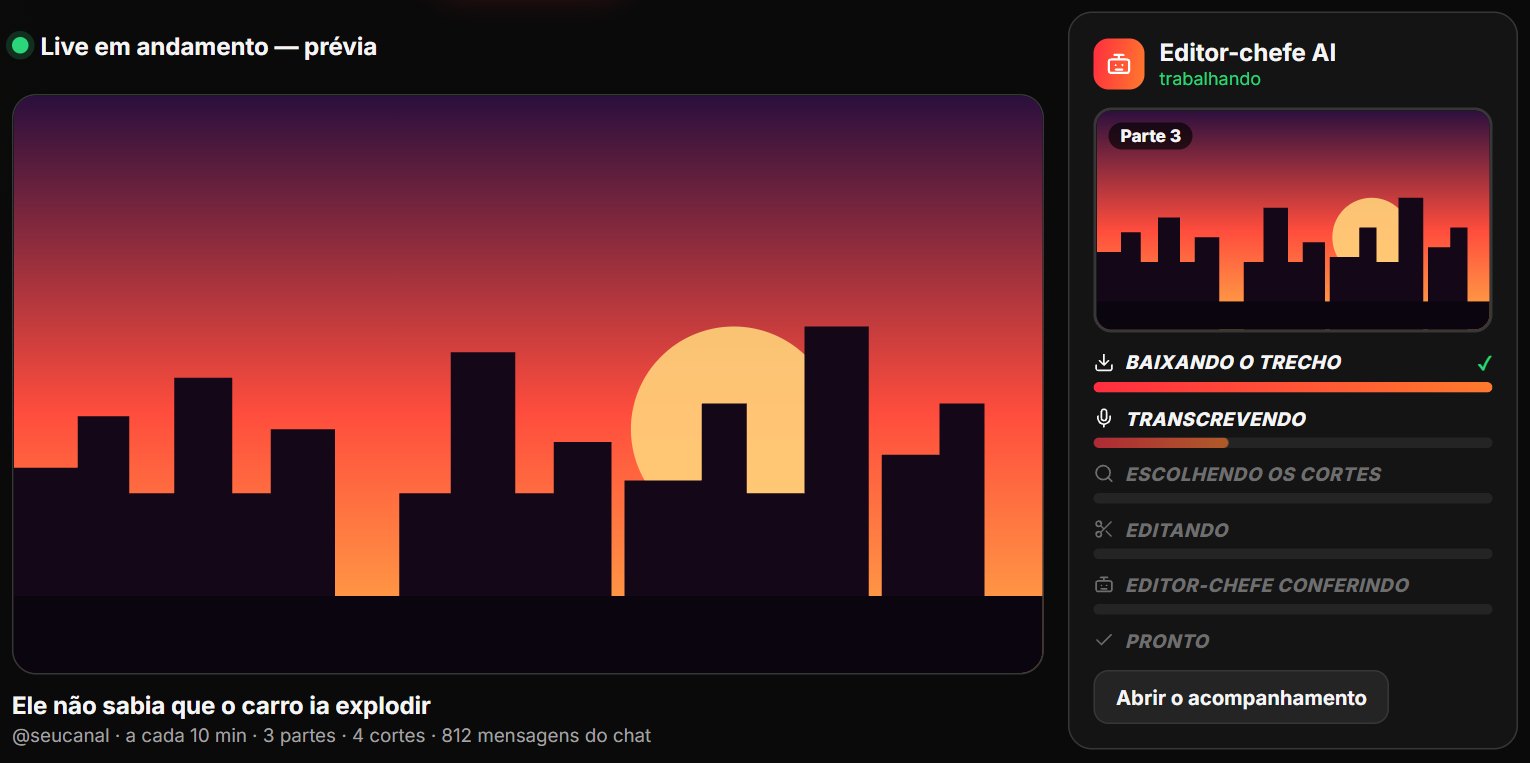 Live em andamento — prévia
Ele não sabia que o carro ia explodir
@seucanal · a cada 10 min · 3 partes · 4 cortes · 812 mensagens do chat
Editor-chefe AI
trabalhando
Parte 3
BAIXANDO O TRECHO ✓
TRANSCREVENDO
ESCOLHENDO OS CORTES
EDITANDO
EDITOR-CHEFE CONFERINDO
PRONTO
Abrir o acompanhamento